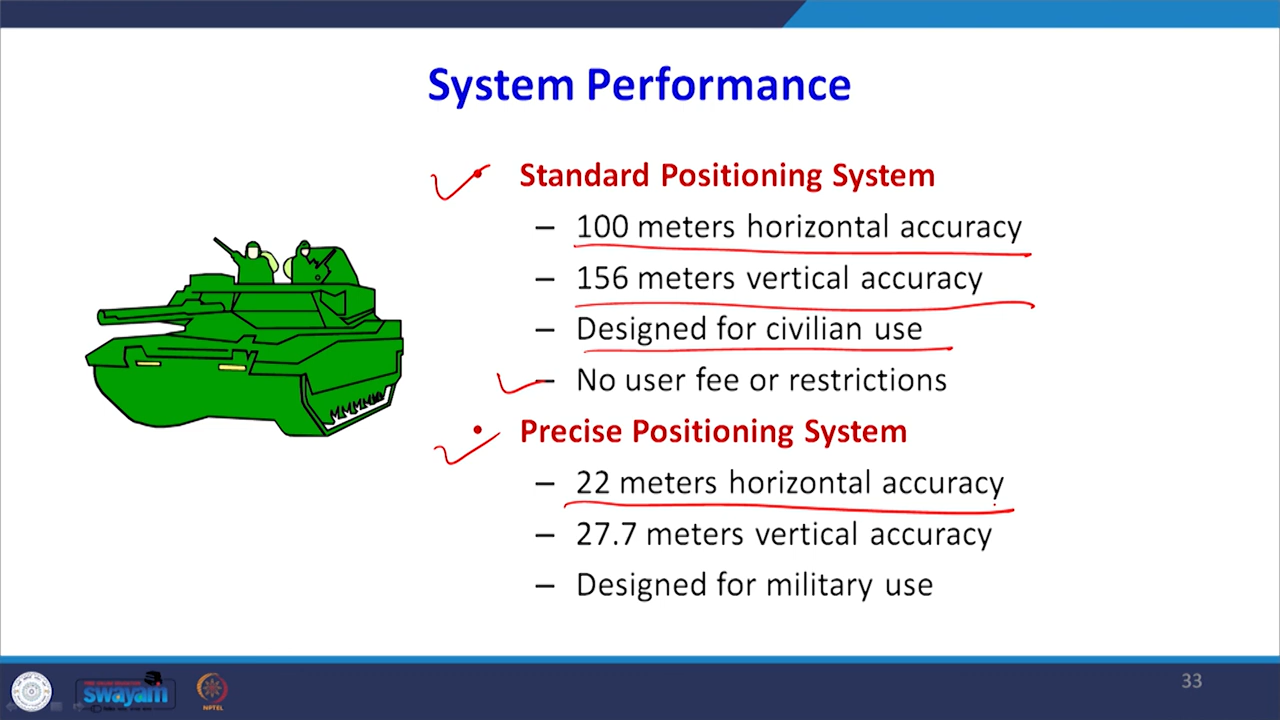 System Performance
• Standard Positioning System
– 100 meters horizontal accuracy
– 156 meters vertical accuracy
– Designed for civilian use
– No user fee or restrictions
• Precise Positioning System
– 22 meters horizontal accuracy
– 27.7 meters vertical accuracy
– Designed for military use
33
swayam
NPTEL